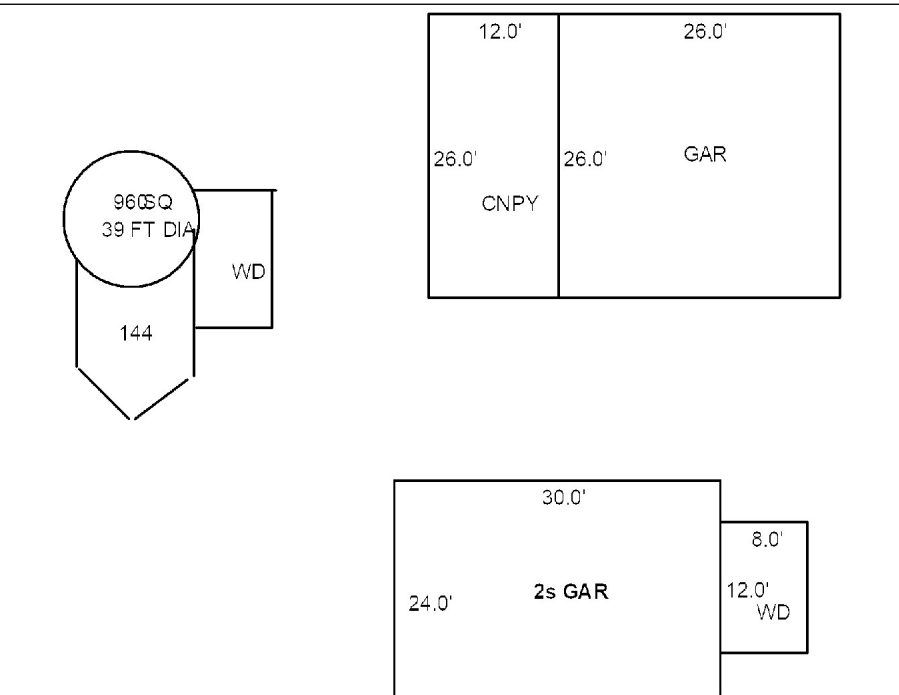 12.0' 26.0'
26.0' 26.0' GAR
CNPY
960SQ
39 FT DIA
WD
144
30.0'
8.0'
24.0' 2s GAR 12.0'
WD